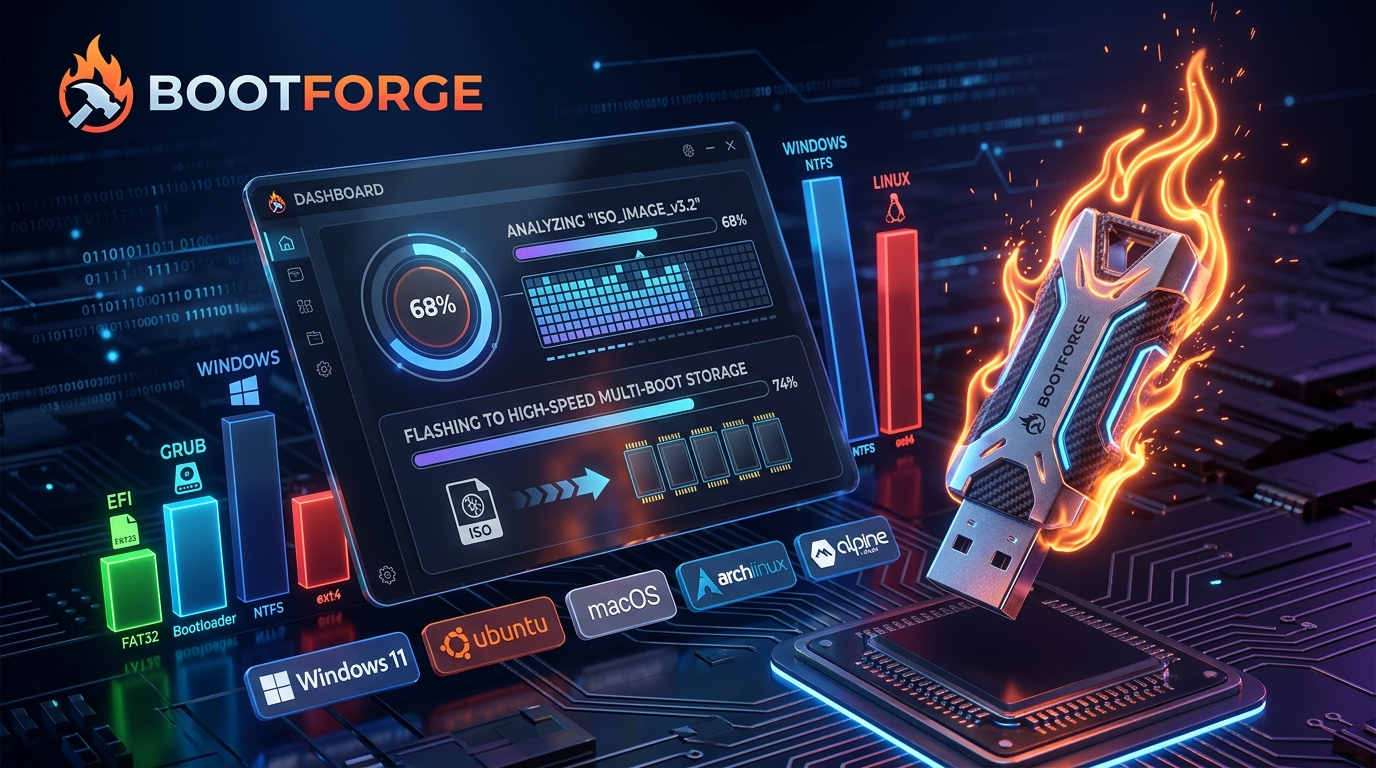 BOOTFORGE
DASHBOARD
ANALYZING "ISO_IMAGE_v3.2"
68%
68%
FLASHING TO HIGH-SPEED MULTI-BOOT STORAGE
74%
ISO
WINDOWS
NTFS
LINUX
NTFS
WINDOWS
GRUB
EFI
FAT32
Bootloader
NTFS
ext4
Windows 11
ubuntu
macOS
archlinux
alpine
BOOTFORGE